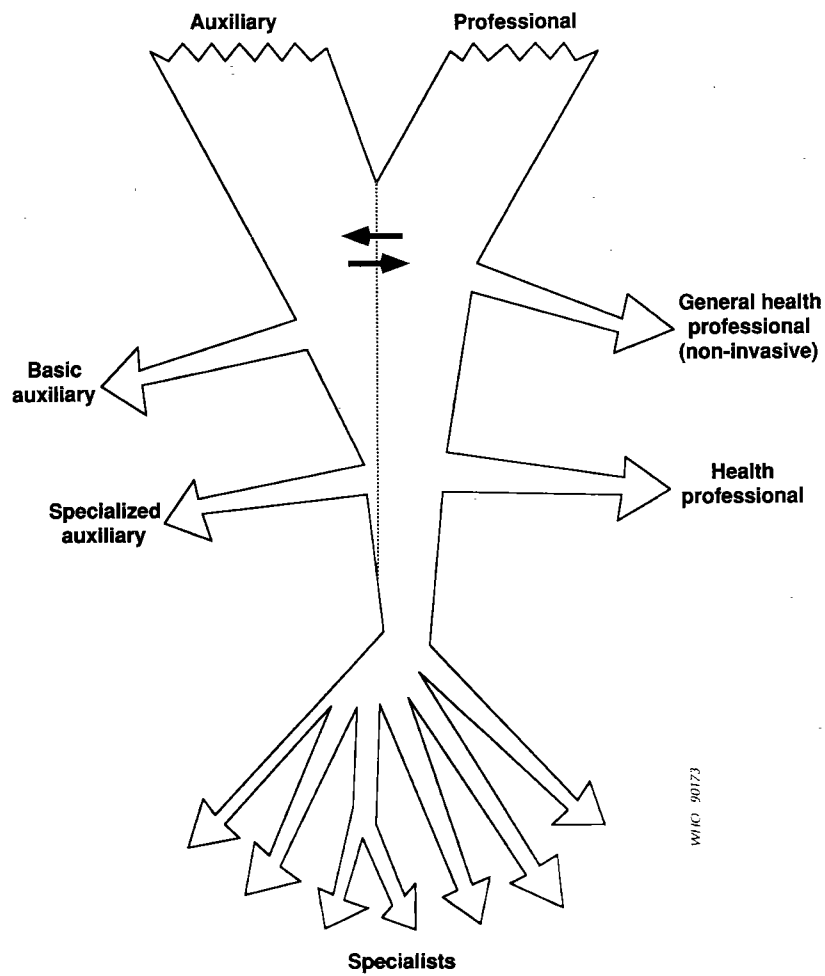 Auxiliary
Professional
General health
professional
(non-invasive)
Basic
auxiliary
Health
professional
Specialized
auxiliary
WHO 90173
Specialists